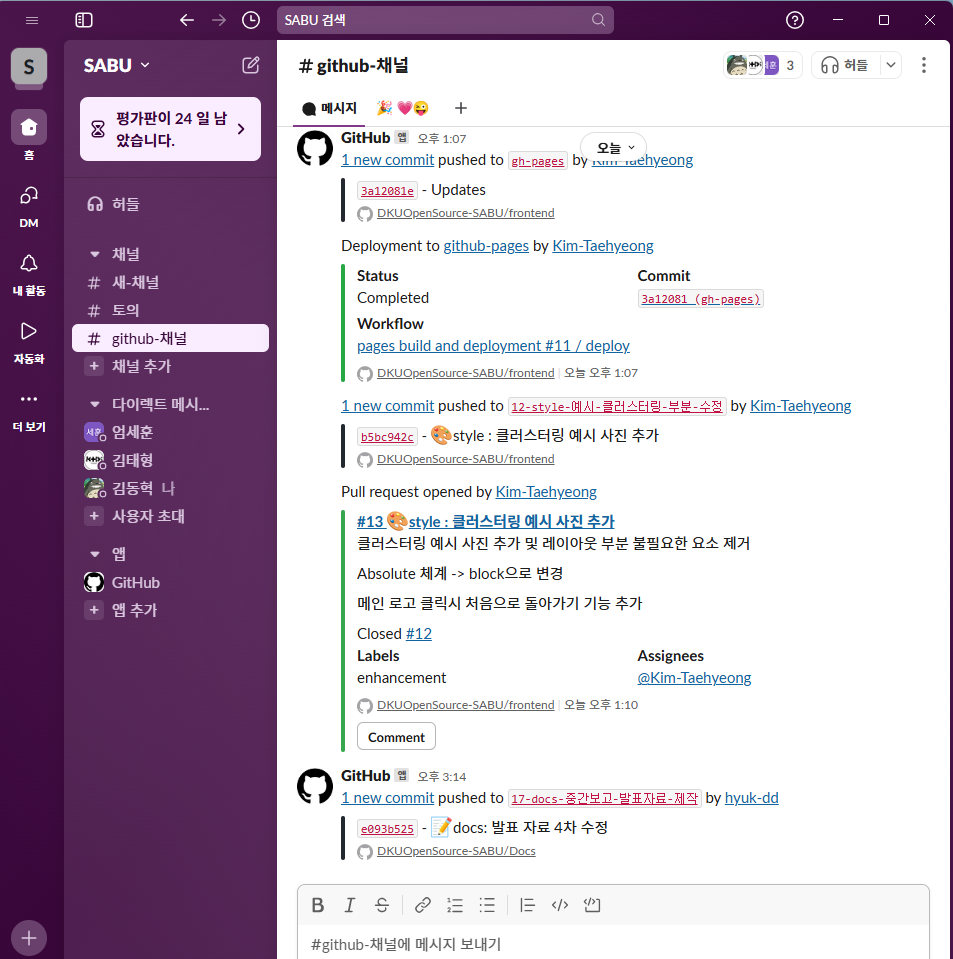 SABU 검색
S
홈
DM
내 활동
자동화
더 보기
SABU
평가판이 24 일 남
았습니다.
허들
채널
# 새-채널
# 토의
# github-채널
+ 채널 추가
다이렉트 메시...
세훈 엄세훈
김태형
김동혁 나
+ 사용자 초대
앱
GitHub
+ 앱 추가
# github-채널
세훈 3
허들
메시지
오늘
GitHub 앱 오후 1:07
1 new commit pushed to gh-pages by Kim-Taehyeong
3a12081e - Updates
DKUOpenSource-SABU/frontend
Deployment to github-pages by Kim-Taehyeong
Status Commit
Completed 3a12081 (gh-pages)
Workflow
pages build and deployment #11 / deploy
DKUOpenSource-SABU/frontend | 오늘 오후 1:07
1 new commit pushed to 12-style-예시-클러스터링-부분-수정 by Kim-Taehyeong
b5bc942c - 🎨style : 클러스터링 예시 사진 추가
DKUOpenSource-SABU/frontend
Pull request opened by Kim-Taehyeong
#13 🎨style : 클러스터링 예시 사진 추가
클러스터링 예시 사진 추가 및 레이아웃 부분 불필요한 요소 제거
Absolute 체계 -> block으로 변경
메인 로고 클릭시 처음으로 돌아가기 기능 추가
Closed #12
Labels Assignees
enhancement @Kim-Taehyeong
DKUOpenSource-SABU/frontend | 오늘 오후 1:10
Comment
GitHub 앱 오후 3:14
1 new commit pushed to 17-docs-중간보고-발표자료-제작 by hyuk-dd
e093b525 - 📝docs: 발표 자료 4차 수정
DKUOpenSource-SABU/Docs
B I S
#github-채널에 메시지 보내기